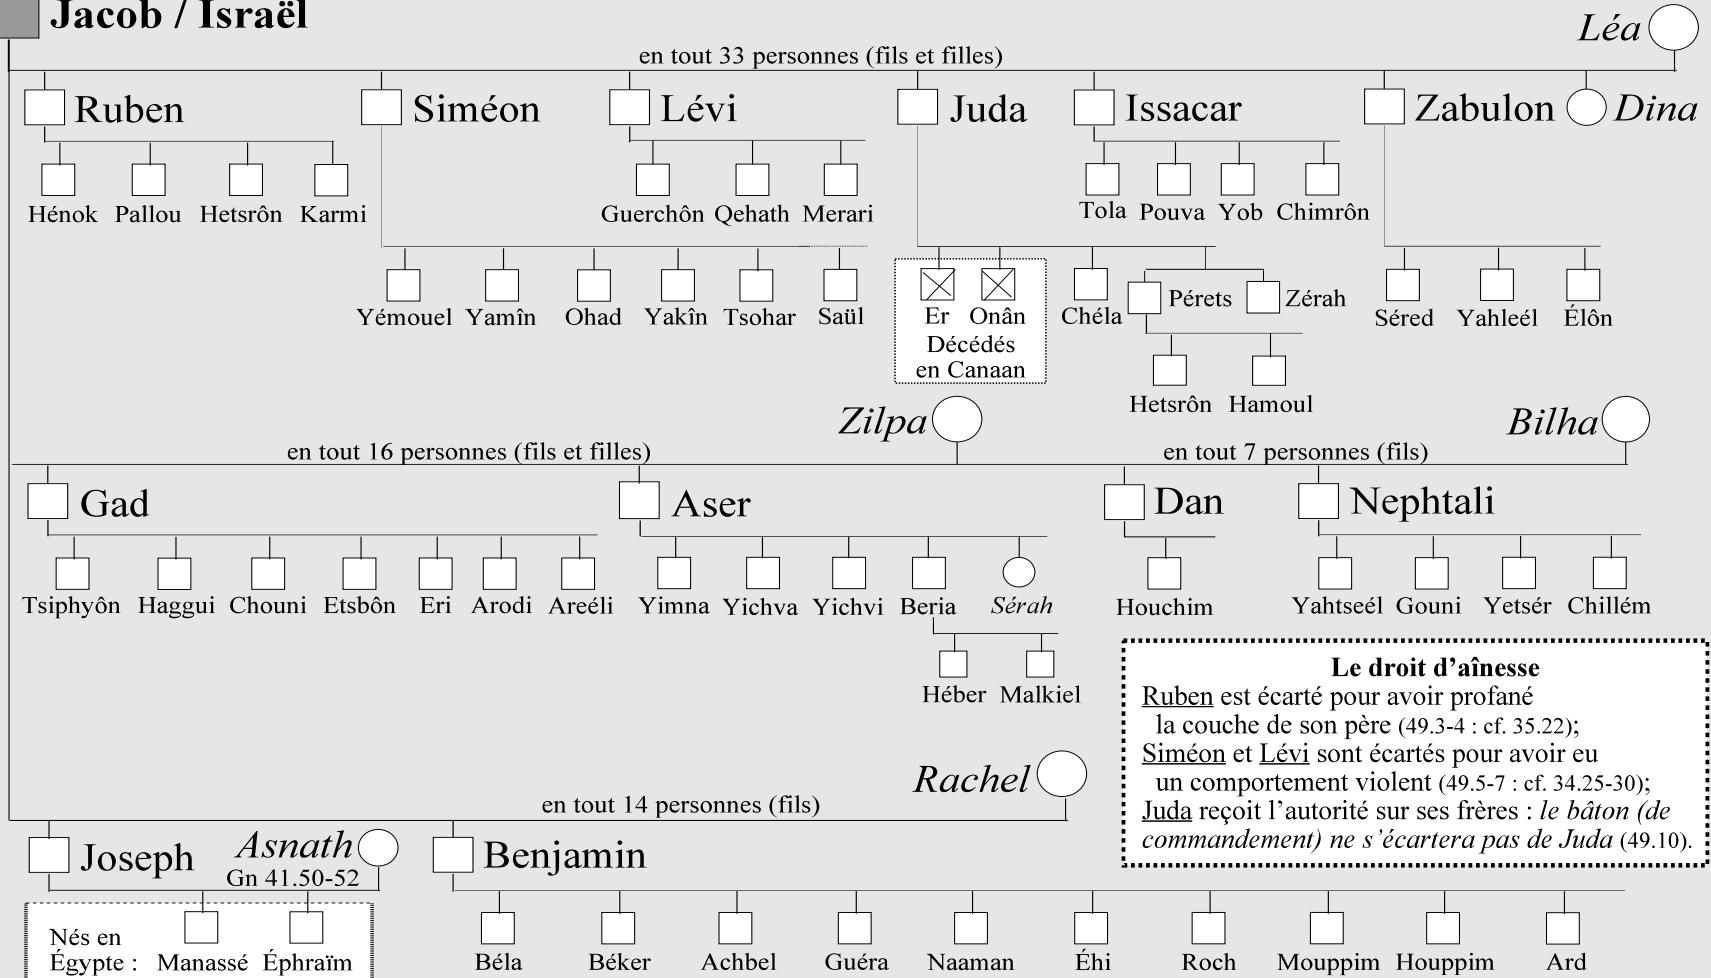 Jacob / Israël
Léa
en tout 33 personnes (fils et filles)
Ruben Siméon Lévi Juda Issacar Zabulon Dina
Hénok Pallou Hetsrôn Karmi
Guerchôn Qehath Merari
Tola Pouva Yob Chimrôn
Yémouel Yamîn Ohad Yakîn Tsohar Saül
Er Onân
Décédés
en Canaan
Chéla
Pérets Zérah
Séred Yahleél Élôn
Hetsrôn Hamoul
Zilpa
Bilha
en tout 16 personnes (fils et filles)
en tout 7 personnes (fils)
Gad Aser Dan Nephtali
Tsiphyôn Haggui Chouni Etsbôn Eri Arodi Areéli
Yimna Yichva Yichvi Beria Sérah
Houchim
Yahtseél Gouni Yetsér Chillém
Héber Malkiel
Le droit d’aînesse
Ruben est écarté pour avoir profané
la couche de son père (49.3-4 : cf. 35.22);
Siméon et Lévi sont écartés pour avoir eu
un comportement violent (49.5-7 : cf. 34.25-30);
Juda reçoit l’autorité sur ses frères : le bâton (de
commandement) ne s’écartera pas de Juda (49.10).
Rachel
en tout 14 personnes (fils)
Joseph Asnath Benjamin
Gn 41.50-52
Nés en
Égypte : Manassé Éphraïm
Béla Béker Achbel Guéra Naaman Éhi Roch Mouppim Houppim Ard